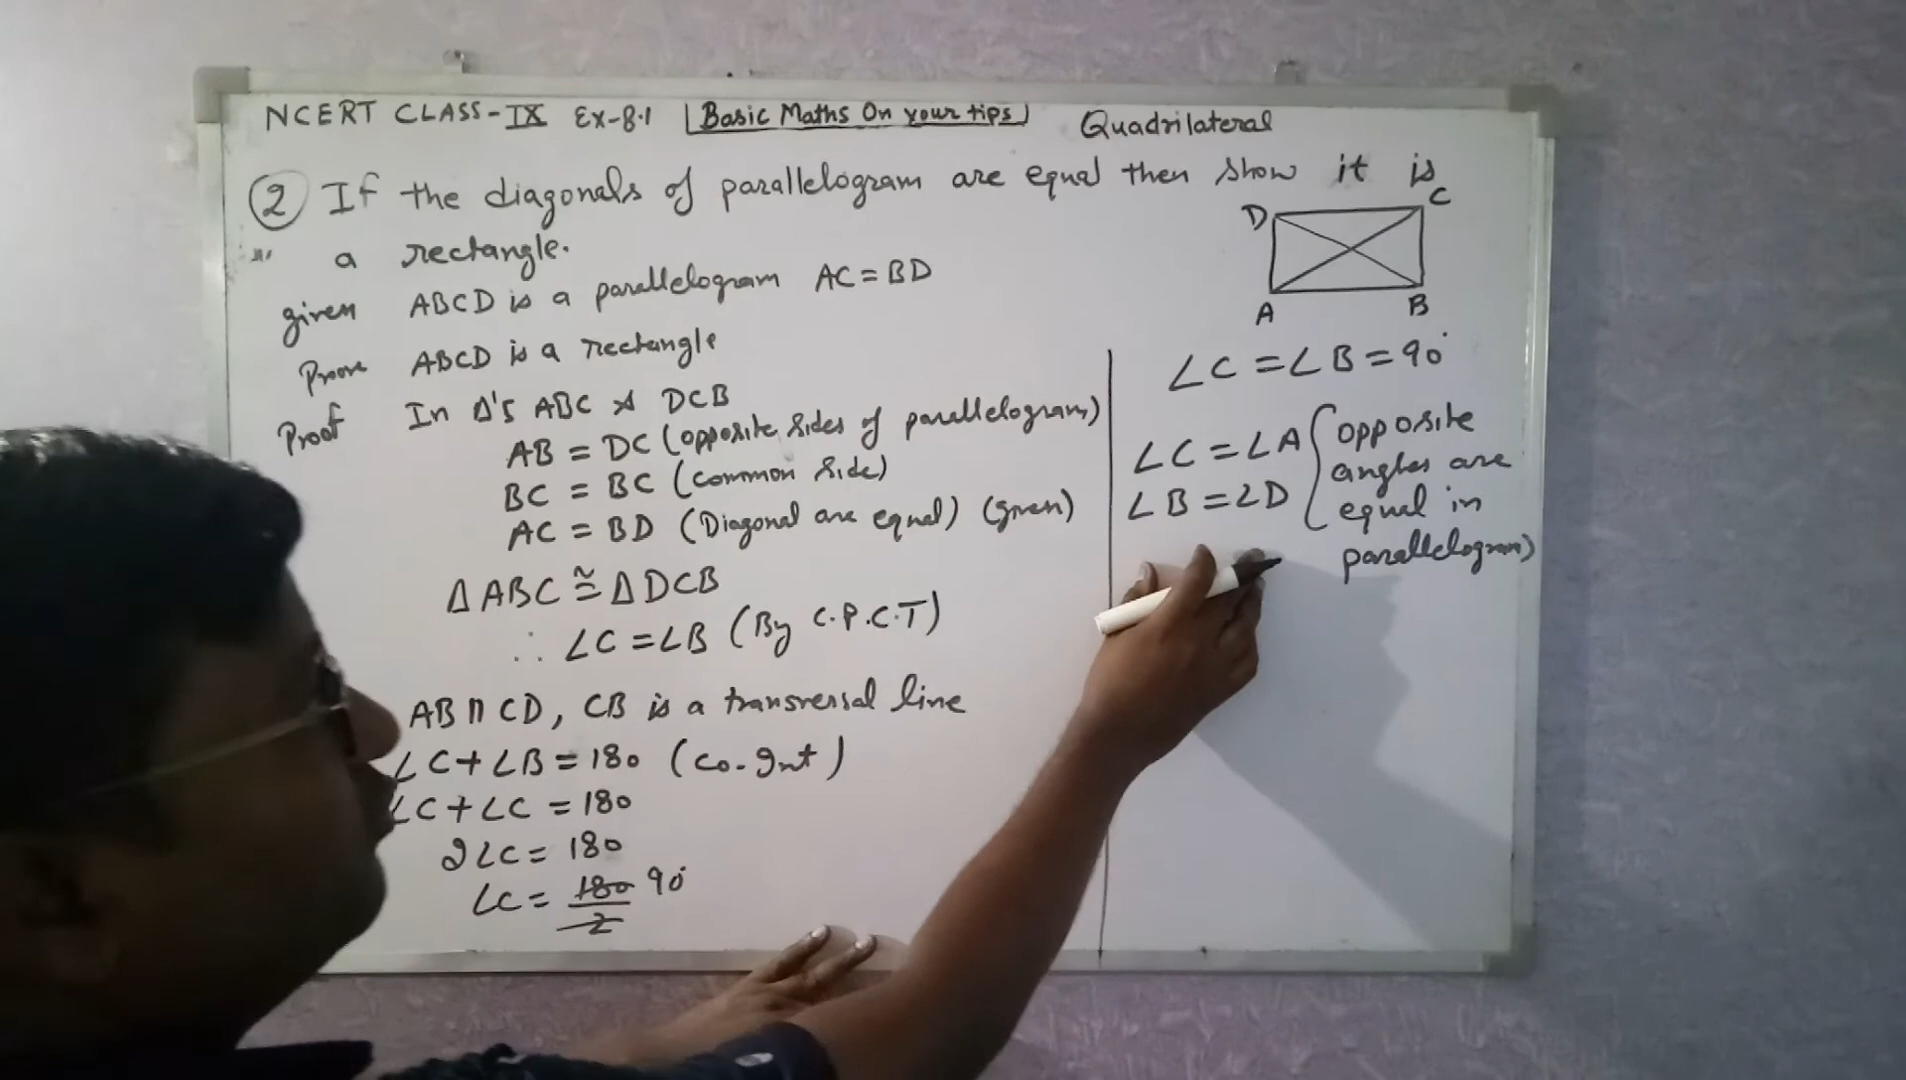 NCERT CLASS-IX Ex-8.1 Basic Maths On your tips Quadrilateral
② If the diagonals of parallelogram are equal then show it is
a rectangle.
given ABCD is a parallelogram AC = BD
Prove ABCD is a rectangle
Proof In Δ'S ABC & DCB
AB = DC (opposite sides of parallelogram)
BC = BC (common side)
AC = BD (Diagonal are equal) (given)
Δ ABC ≅ Δ DCB
∴ ∠C = ∠B (By C.P.C.T)
AB || CD, CB is a transversal line
∠C + ∠B = 180 (Co-Int)
∠C + ∠C = 180
2∠C = 180
∠C = 180/2 90°
D C
A B
∠C = ∠B = 90°
∠C = ∠A (opposite
angles are
∠B = ∠D equal in
parallelogram)